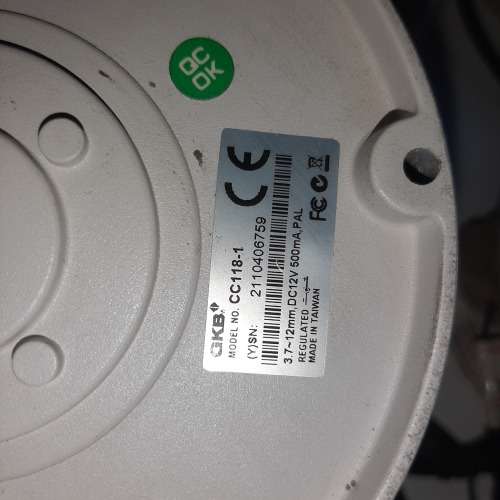 QC
OK
GKB
MODEL NO. CC118-1
(Y)SN: 2110406759
3.7~12mm,DC12V 500mA,PAL
REGULATED
MADE IN TAIWAN
CE
FC